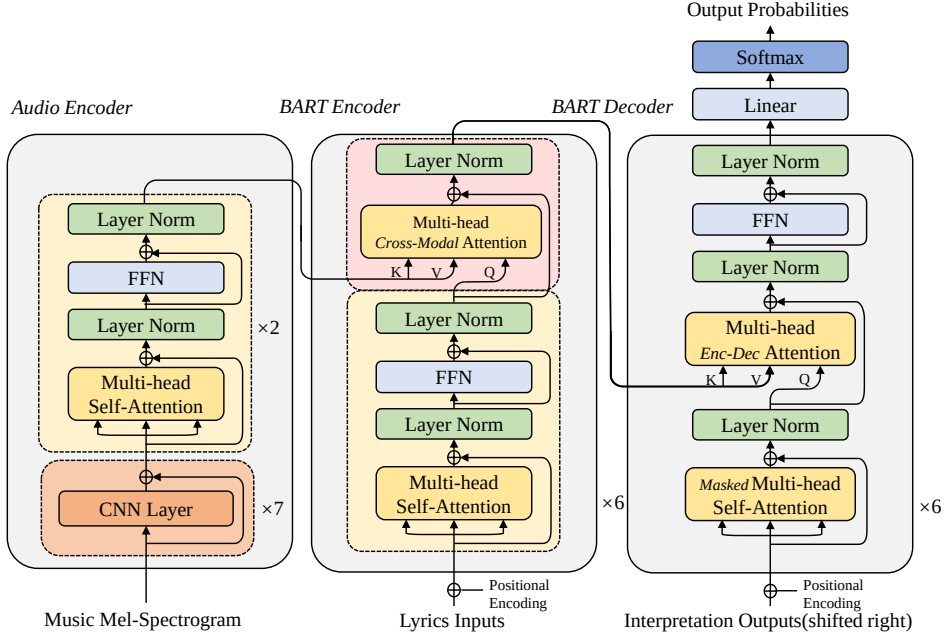 Output Probabilities
Softmax
Linear
Audio Encoder
BART Encoder
BART Decoder
Layer Norm
FFN
Layer Norm
×2
Multi-head
Self-Attention
CNN Layer
×7
Music Mel-Spectrogram
Layer Norm
Multi-head
Cross-Modal Attention
K
V
Q
Layer Norm
FFN
Layer Norm
Multi-head
Self-Attention
×6
Positional
Encoding
Lyrics Inputs
Layer Norm
FFN
Layer Norm
Multi-head
Enc-Dec Attention
K
V
Q
Layer Norm
Masked Multi-head
Self-Attention
×6
Positional
Encoding
Interpretation Outputs(shifted right)